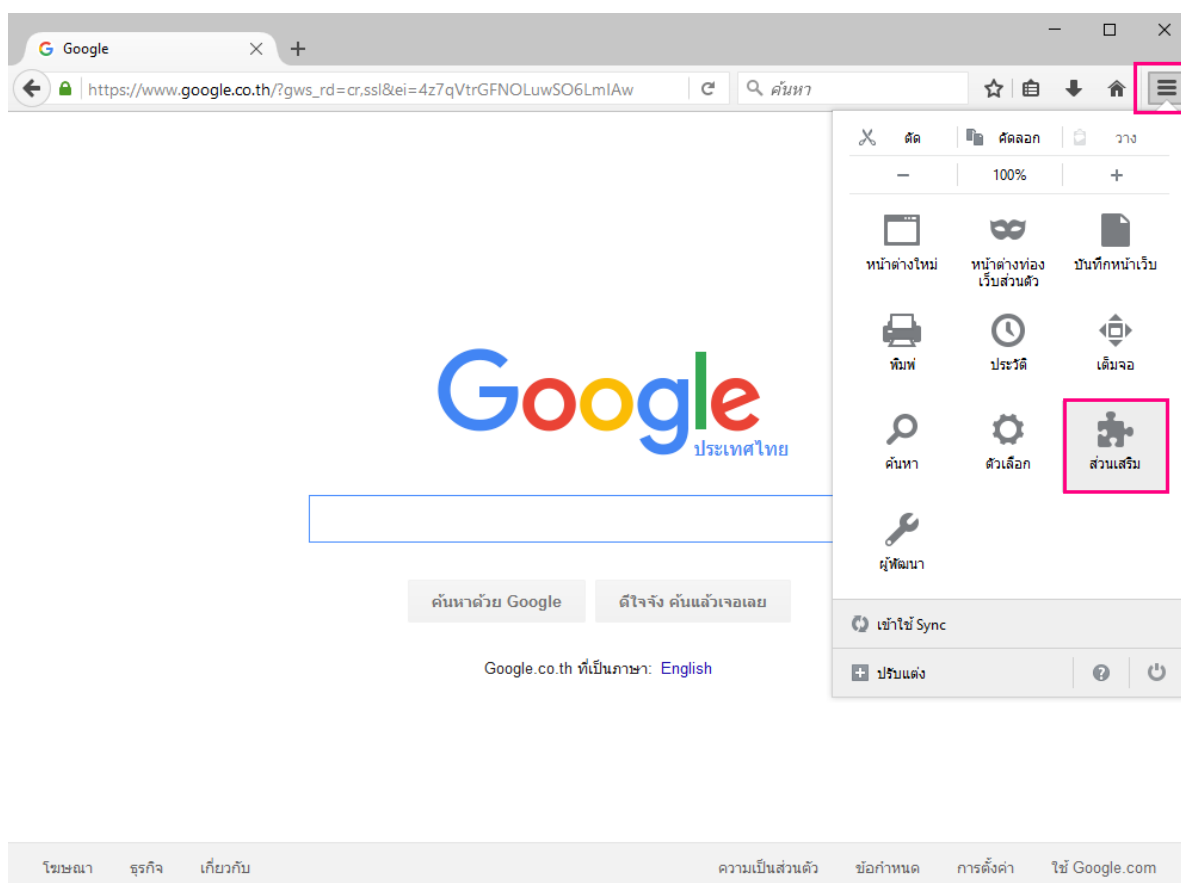 Google
https://www.google.co.th/?gws_rd=cr,ssl&ei=4z7qVtrGFNOLuwSO6LmIAw
ค้นหา
ตัด คัดลอก วาง
− 100% +
หน้าต่างใหม่ หน้าต่างท่อง บันทึกหน้าเว็บ
เว็บส่วนตัว
พิมพ์ ประวัติ เต็มจอ
ค้นหา ตัวเลือก ส่วนเสริม
ผู้พัฒนา
เข้าใช้ Sync
ปรับแต่ง
Google
ประเทศไทย
ค้นหาด้วย Google ดีใจจัง ค้นแล้วเจอเลย
Google.co.th ที่เป็นภาษา: English
โฆษณา ธุรกิจ เกี่ยวกับ ความเป็นส่วนตัว ข้อกำหนด การตั้งค่า ใช้ Google.com